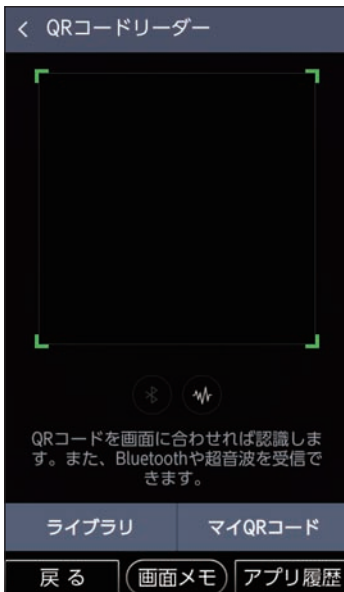 < QRコードリーダー
QRコードを画面に合わせれば認識しま
す。また、Bluetoothや超音波を受信で
きます。
ライブラリ マイQRコード
戻る 画面メモ アプリ履歴